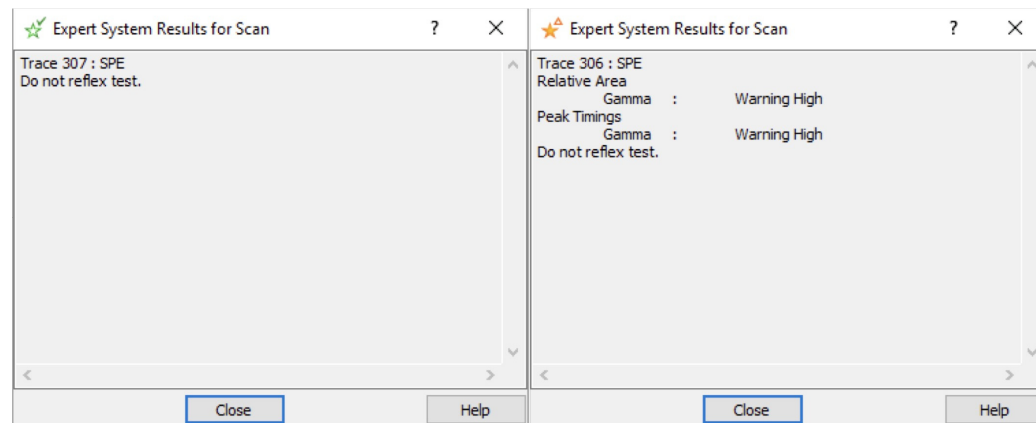 Expert System Results for Scan ? ×
Trace 307 : SPE
Do not reflex test.
Close Help
Expert System Results for Scan ? ×
Trace 306 : SPE
Relative Area
Gamma : Warning High
Peak Timings
Gamma : Warning High
Do not reflex test.
Close Help